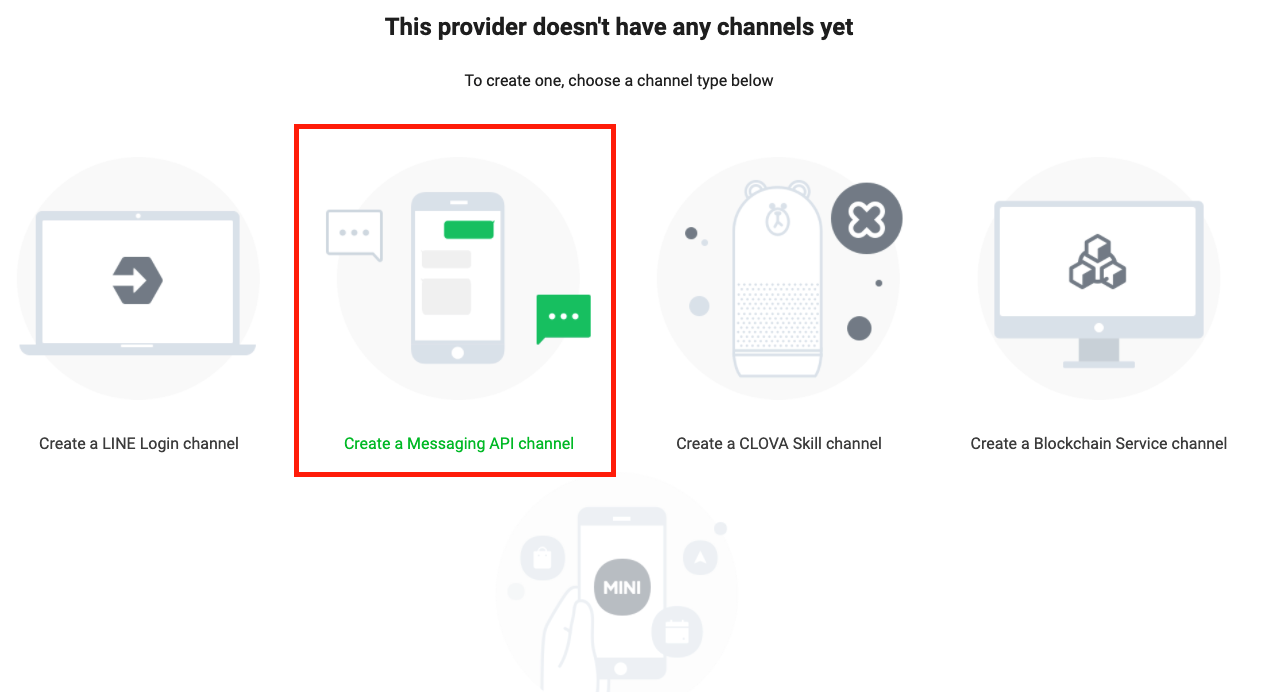 This provider doesn't have any channels yet
To create one, choose a channel type below
Create a LINE Login channel
Create a Messaging API channel
Create a CLOVA Skill channel
Create a Blockchain Service channel
MINI